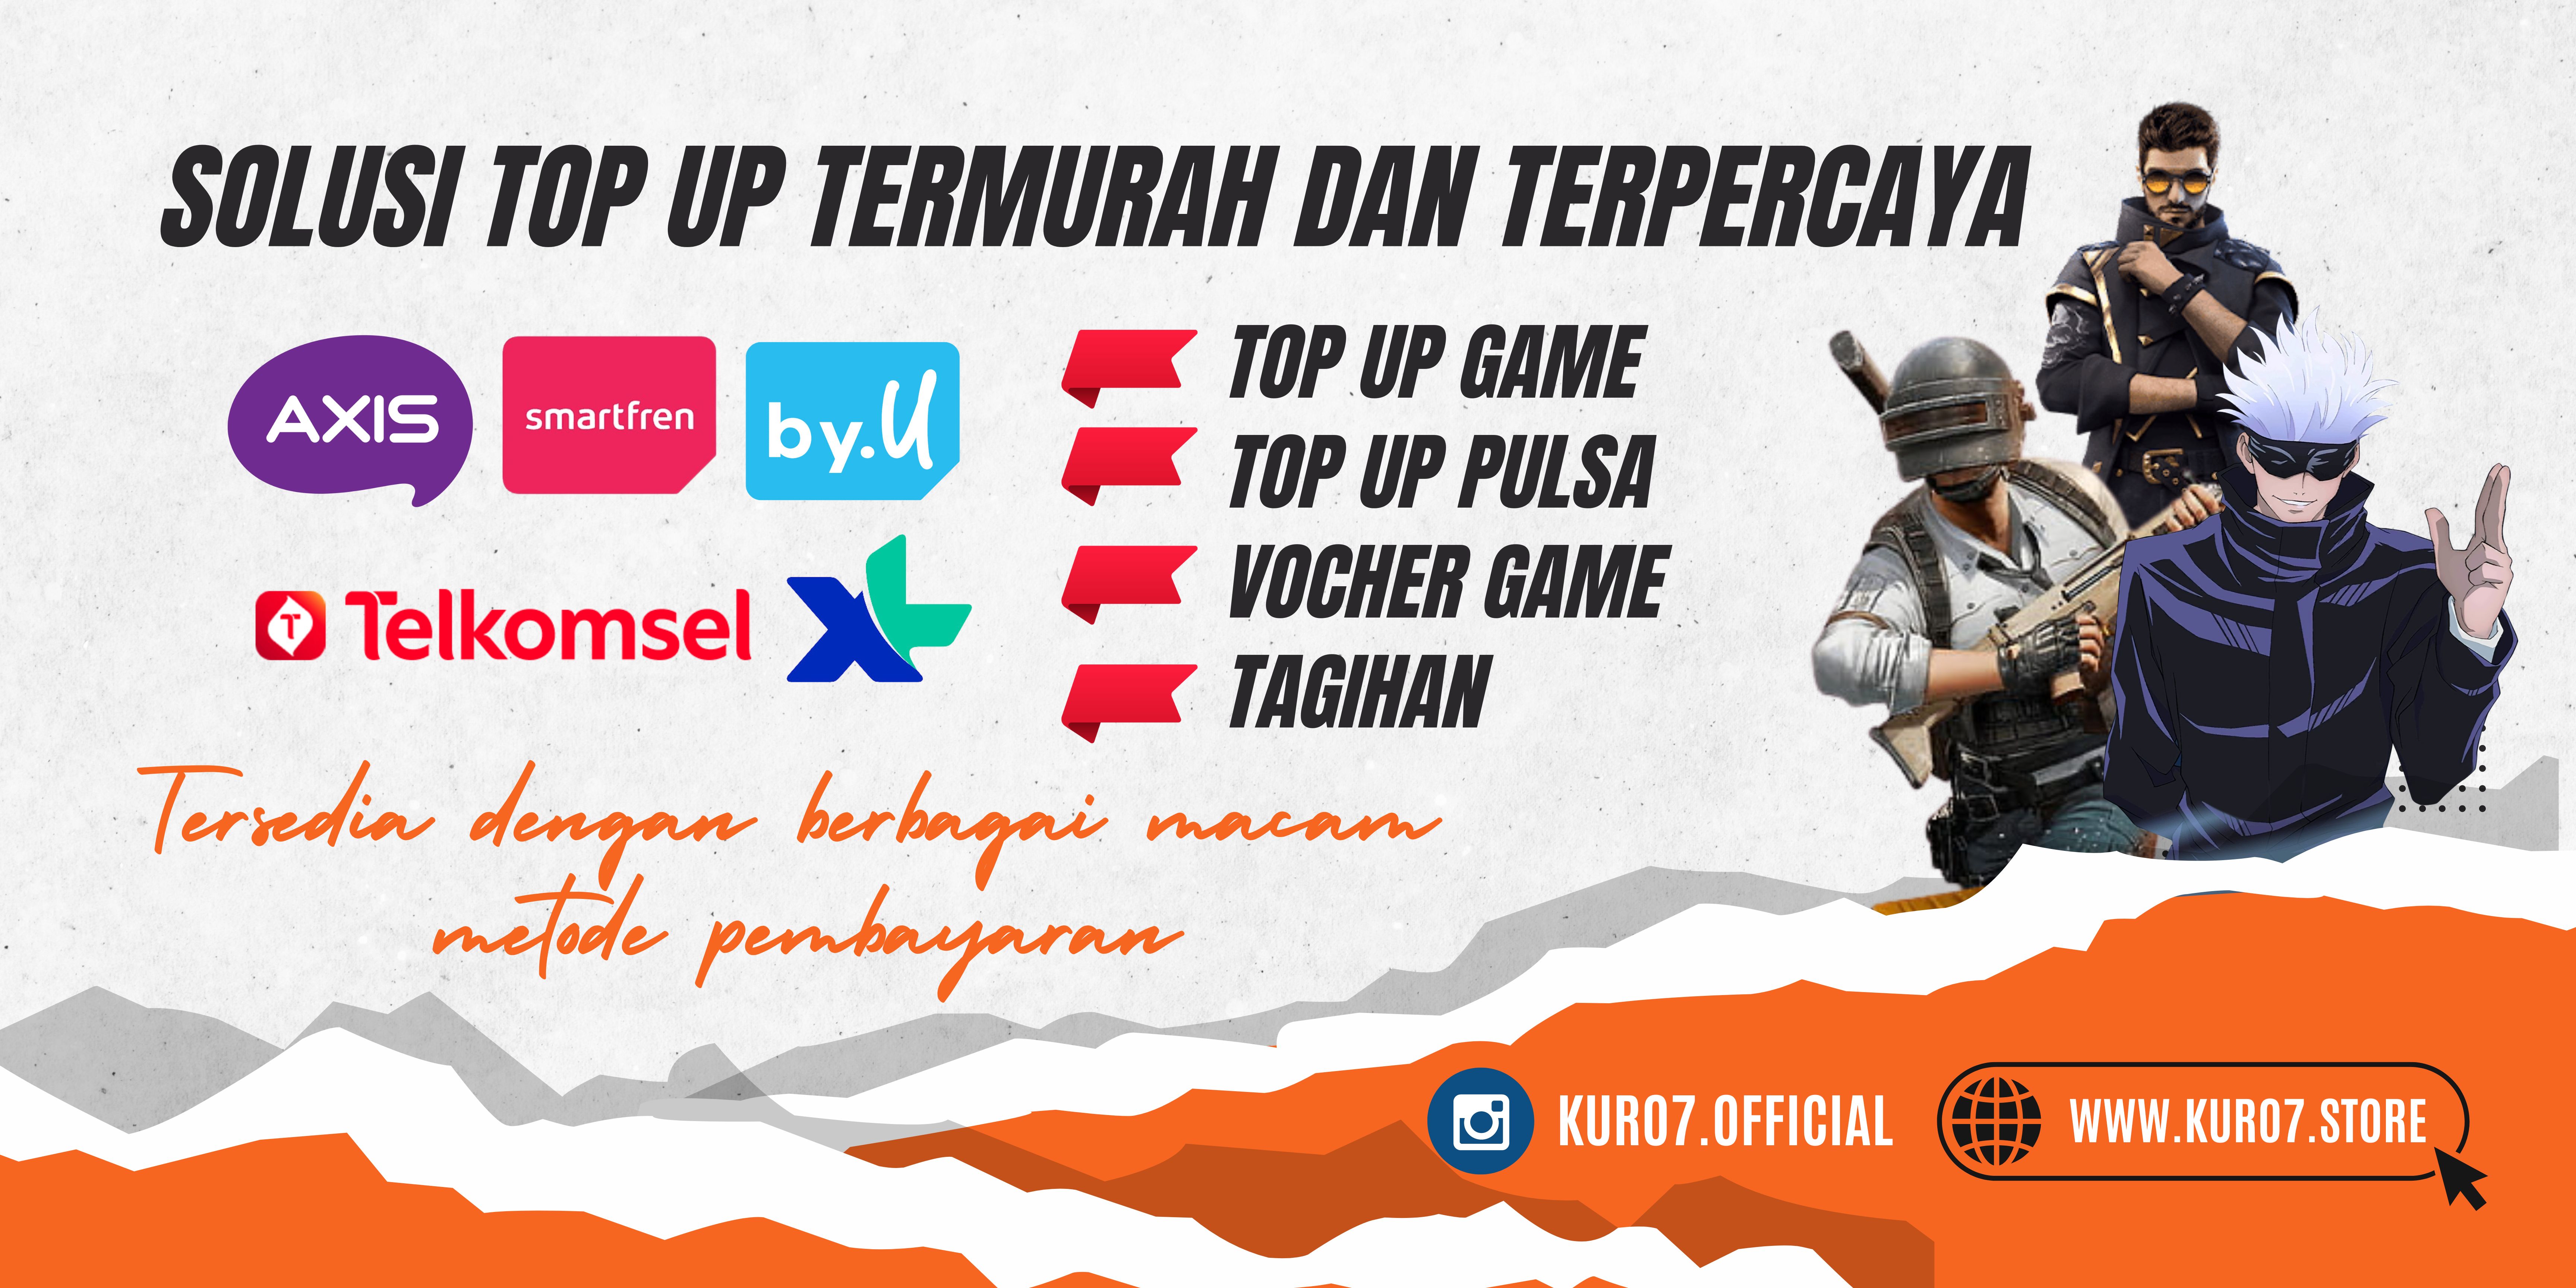 SOLUSI TOP UP TERMURAH DAN TERPERCAYA
AXIS
smartfren
by.U
T Telkomsel
XL
TOP UP GAME
TOP UP PULSA
VOCHER GAME
TAGIHAN
Tersedia dengan berbagai macam
metode pembayaran
KURO7.OFFICIAL
WWW.KURO7.STORE